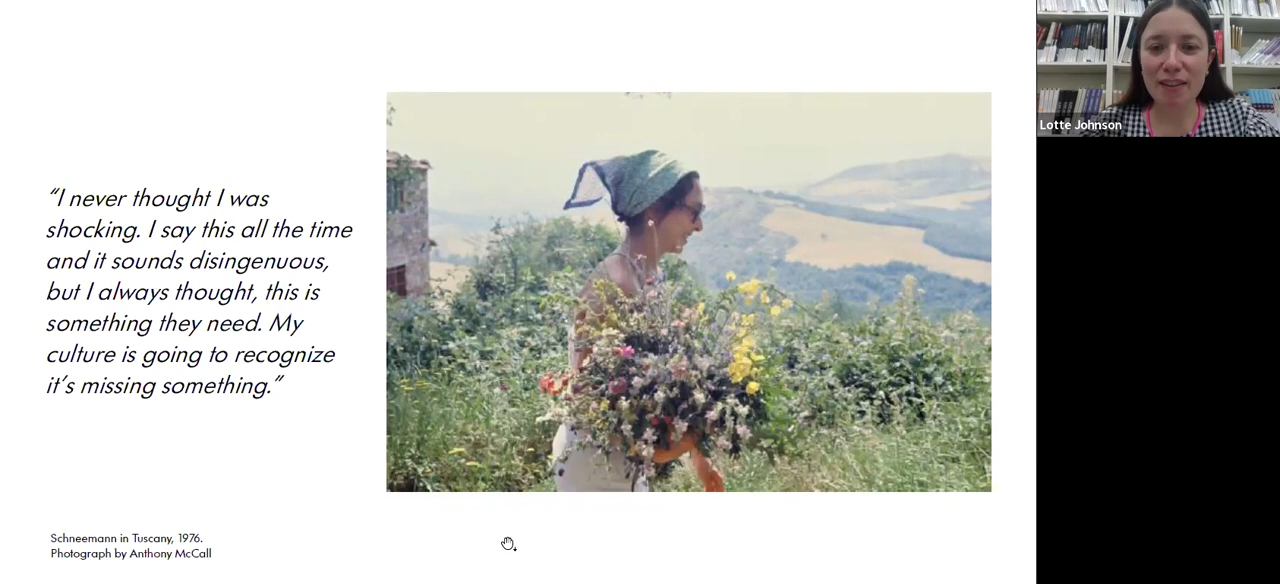 “I never thought I was
shocking. I say this all the time
and it sounds disingenuous,
but I always thought, this is
something they need. My
culture is going to recognize
it’s missing something.”
Schneemann in Tuscany, 1976.
Photograph by Anthony McCall
Lotte Johnson